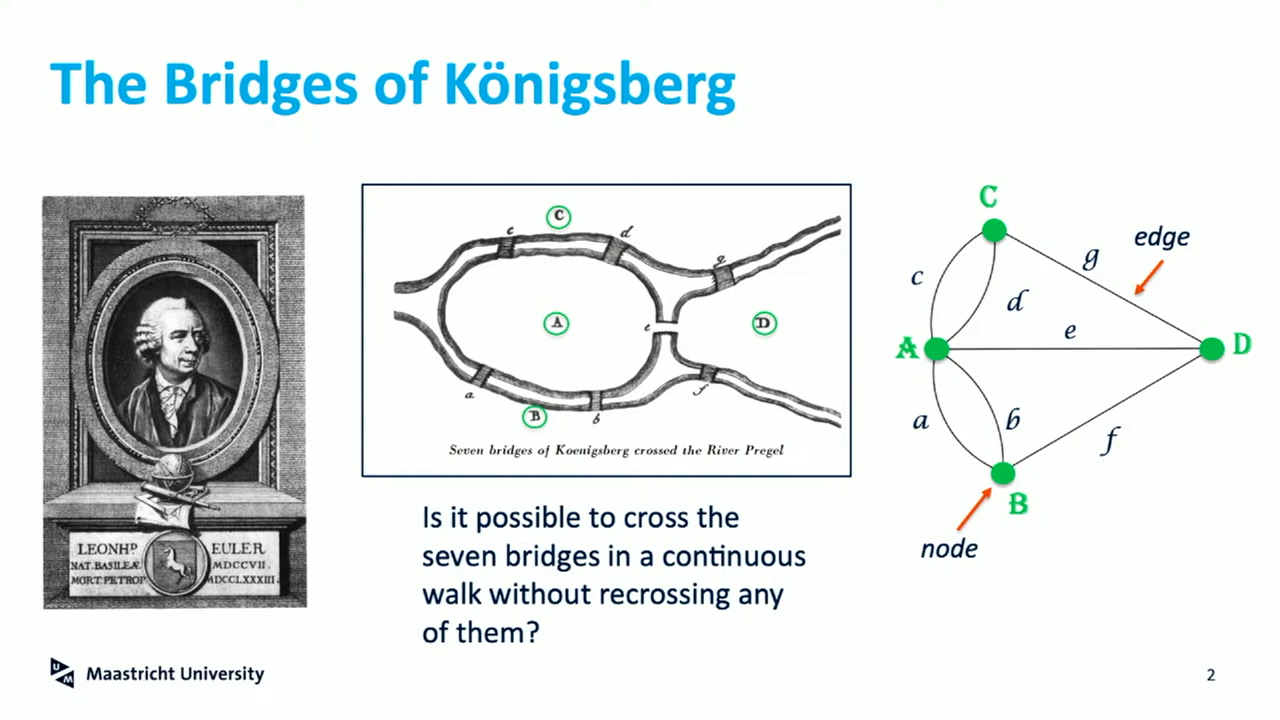 The Bridges of Königsberg
LEONHD. EULER
NAT. BASILEÆ MDCCVII.
MORT. PETROP. MDCCLXXXIII.
C
c
d
g
A
e
D
a
B
b
f
Seven bridges of Koenigsberg crossed the River Pregel
Is it possible to cross the
seven bridges in a continuous
walk without recrossing any
of them?
C
edge
g
c
d
e
A
D
a
b
f
B
node
UM
Maastricht University
2